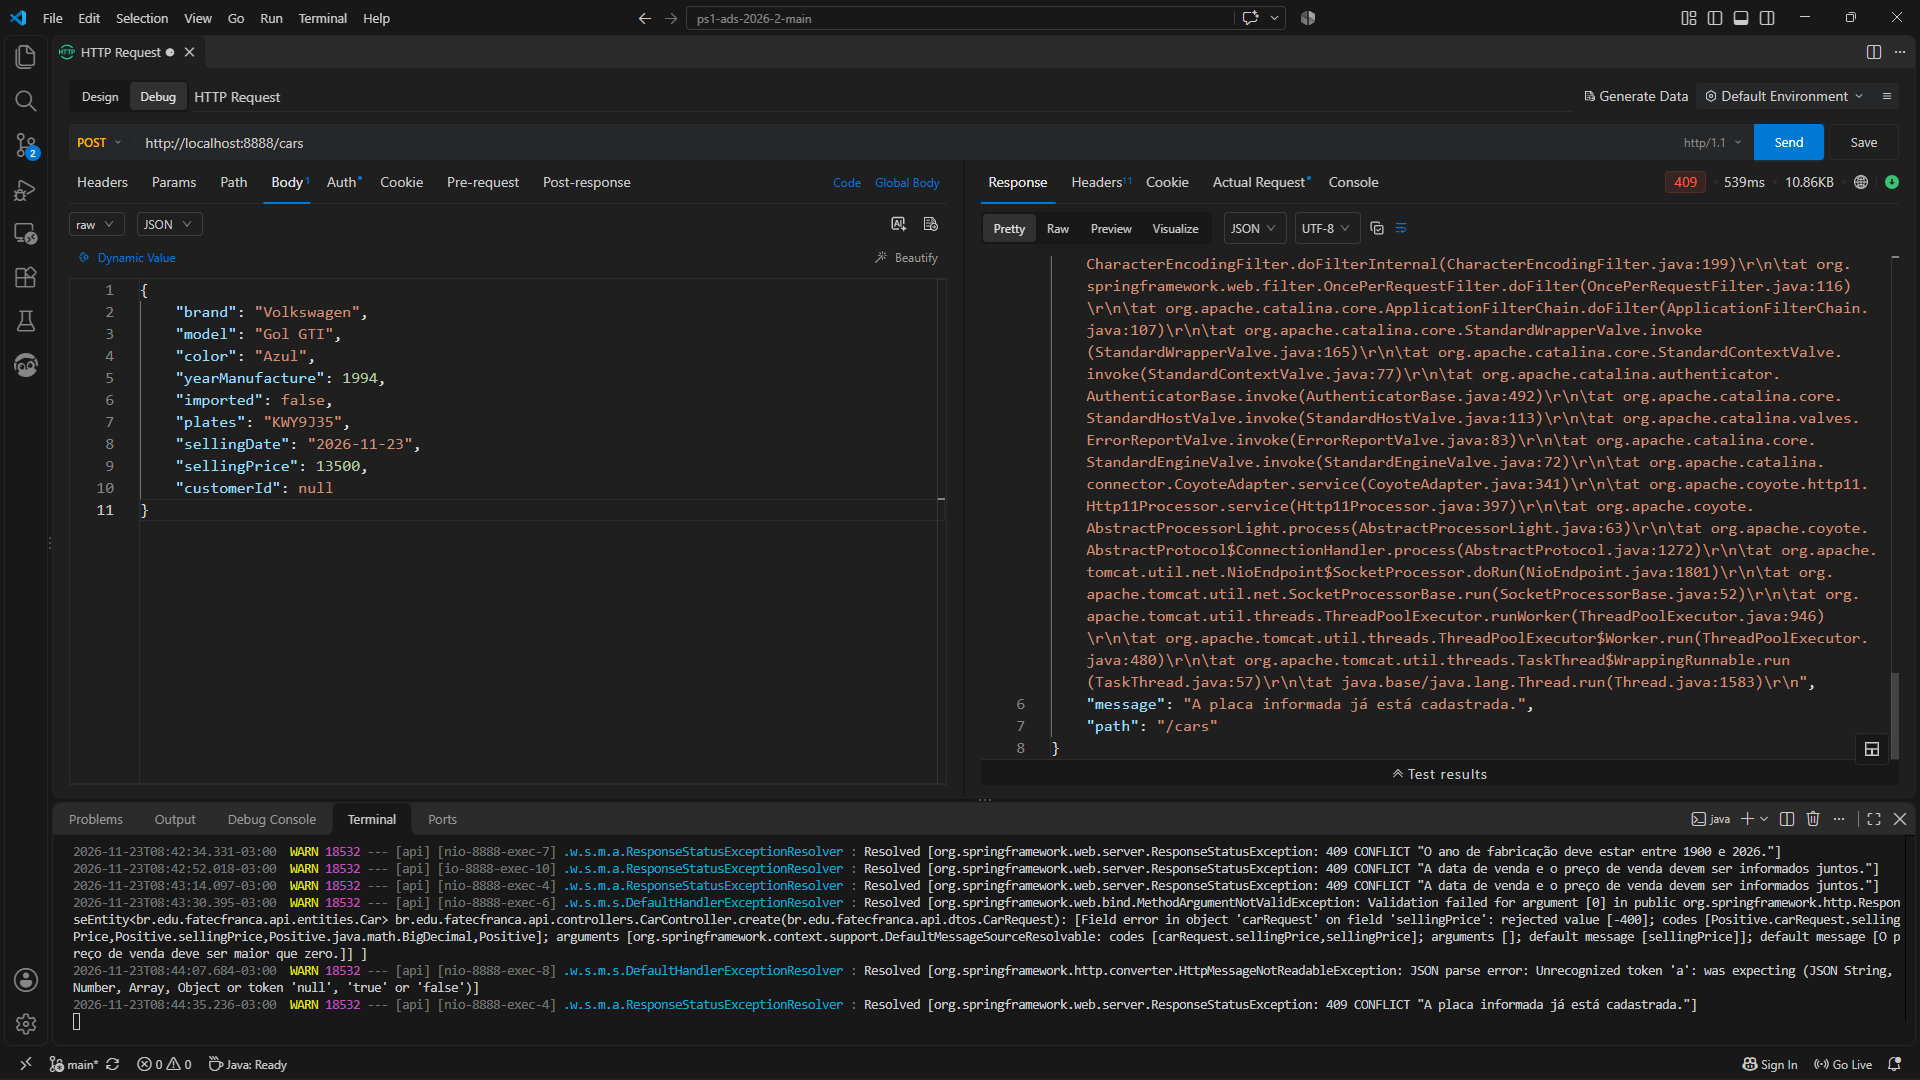 File Edit Selection View Go Run Terminal Help
ps1-ads-2026-2-main
HTTP HTTP Request
Design Debug HTTP Request
Generate Data Default Environment
POST http://localhost:8888/cars http/1.1 Send Save
Headers Params Path Body 1 Auth Cookie Pre-request Post-response Code Global Body
raw JSON
Dynamic Value Beautify
1 {
2 "brand": "Volkswagen",
3 "model": "Gol GTI",
4 "color": "Azul",
5 "yearManufacture": 1994,
6 "imported": false,
7 "plates": "KWY9J35",
8 "sellingDate": "2026-11-23",
9 "sellingPrice": 13500,
10 "customerId": null
11 }
Response Headers 11 Cookie Actual Request Console 409 539ms 10.86KB
Pretty Raw Preview Visualize JSON UTF-8
CharacterEncodingFilter.doFilterInternal(CharacterEncodingFilter.java:199)\r\n\tat org.
springframework.web.filter.OncePerRequestFilter.doFilter(OncePerRequestFilter.java:116)
\r\n\tat org.apache.catalina.core.ApplicationFilterChain.doFilter(ApplicationFilterChain.
java:107)\r\n\tat org.apache.catalina.core.StandardWrapperValve.invoke
(StandardWrapperValve.java:165)\r\n\tat org.apache.catalina.core.StandardContextValve.
invoke(StandardContextValve.java:77)\r\n\tat org.apache.catalina.authenticator.
AuthenticatorBase.invoke(AuthenticatorBase.java:492)\r\n\tat org.apache.catalina.core.
StandardHostValve.invoke(StandardHostValve.java:113)\r\n\tat org.apache.catalina.valves.
ErrorReportValve.invoke(ErrorReportValve.java:83)\r\n\tat org.apache.catalina.core.
StandardEngineValve.invoke(StandardEngineValve.java:72)\r\n\tat org.apache.catalina.
connector.CoyoteAdapter.service(CoyoteAdapter.java:341)\r\n\tat org.apache.coyote.http11.
Http11Processor.service(Http11Processor.java:397)\r\n\tat org.apache.coyote.
AbstractProcessorLight.process(AbstractProcessorLight.java:63)\r\n\tat org.apache.coyote.
AbstractProtocol$ConnectionHandler.process(AbstractProtocol.java:1272)\r\n\tat org.apache.
tomcat.util.net.NioEndpoint$SocketProcessor.doRun(NioEndpoint.java:1801)\r\n\tat org.
apache.tomcat.util.net.SocketProcessorBase.run(SocketProcessorBase.java:52)\r\n\tat org.
apache.tomcat.util.threads.ThreadPoolExecutor.runWorker(ThreadPoolExecutor.java:946)
\r\n\tat org.apache.tomcat.util.threads.ThreadPoolExecutor$Worker.run(ThreadPoolExecutor.
java:480)\r\n\tat org.apache.tomcat.util.threads.TaskThread$WrappingRunnable.run
(TaskThread.java:57)\r\n\tat java.base/java.lang.Thread.run(Thread.java:1583)\r\n",
6 "message": "A placa informada já está cadastrada.",
7 "path": "/cars"
8 }
Test results
Problems Output Debug Console Terminal Ports java
2026-11-23T08:42:34.331-03:00 WARN 18532 --- [api] [nio-8888-exec-7] .w.s.m.a.ResponseStatusExceptionResolver : Resolved [org.springframework.web.server.ResponseStatusException: 409 CONFLICT "O ano de fabricação deve estar entre 1900 e 2026."]
2026-11-23T08:42:52.018-03:00 WARN 18532 --- [api] [io-8888-exec-10] .w.s.m.a.ResponseStatusExceptionResolver : Resolved [org.springframework.web.server.ResponseStatusException: 409 CONFLICT "A data de venda e o preço de venda devem ser informados juntos."]
2026-11-23T08:43:14.097-03:00 WARN 18532 --- [api] [nio-8888-exec-4] .w.s.m.a.ResponseStatusExceptionResolver : Resolved [org.springframework.web.server.ResponseStatusException: 409 CONFLICT "A data de venda e o preço de venda devem ser informados juntos."]
2026-11-23T08:43:30.395-03:00 WARN 18532 --- [api] [nio-8888-exec-6] .w.s.m.s.DefaultHandlerExceptionResolver : Resolved [org.springframework.web.bind.MethodArgumentNotValidException: Validation failed for argument [0] in public org.springframework.http.Respon
seEntity<br.edu.fatecfranca.api.entities.Car> br.edu.fatecfranca.api.controllers.CarController.create(br.edu.fatecfranca.api.dtos.CarRequest): [Field error in object 'carRequest' on field 'sellingPrice': rejected value [-400]; codes [Positive.carRequest.selling
Price,Positive.sellingPrice,Positive.java.math.BigDecimal,Positive]; arguments [org.springframework.context.support.DefaultMessageSourceResolvable: codes [carRequest.sellingPrice,sellingPrice]; arguments []; default message [sellingPrice]]; default message [O p
reço de venda deve ser maior que zero.]] ]
2026-11-23T08:44:07.684-03:00 WARN 18532 --- [api] [nio-8888-exec-8] .w.s.m.s.DefaultHandlerExceptionResolver : Resolved [org.springframework.http.converter.HttpMessageNotReadableException: JSON parse error: Unrecognized token 'a': was expecting (JSON String,
Number, Array, Object or token 'null', 'true' or 'false')]
2026-11-23T08:44:35.236-03:00 WARN 18532 --- [api] [nio-8888-exec-4] .w.s.m.a.ResponseStatusExceptionResolver : Resolved [org.springframework.web.server.ResponseStatusException: 409 CONFLICT "A placa informada já está cadastrada."]
2
main* 0 0 Java: Ready Sign In Go Live